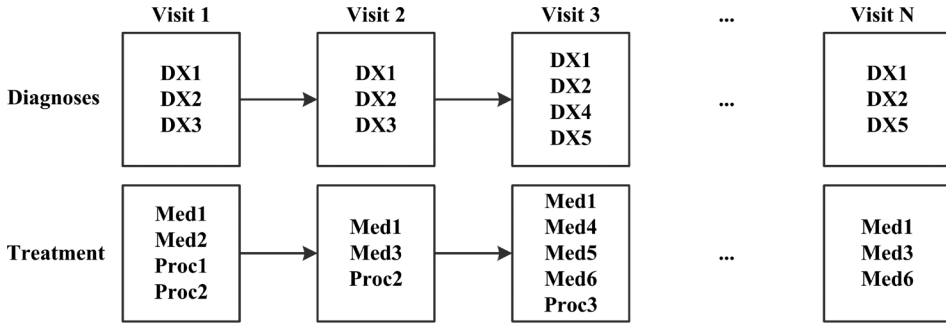 Visit 1 Visit 2 Visit 3 ... Visit N
Diagnoses
DX1
DX2
DX3
DX1
DX2
DX3
DX1
DX2
DX4
DX5
...
DX1
DX2
DX5
Treatment
Med1
Med2
Proc1
Proc2
Med1
Med3
Proc2
Med1
Med4
Med5
Med6
Proc3
...
Med1
Med3
Med6